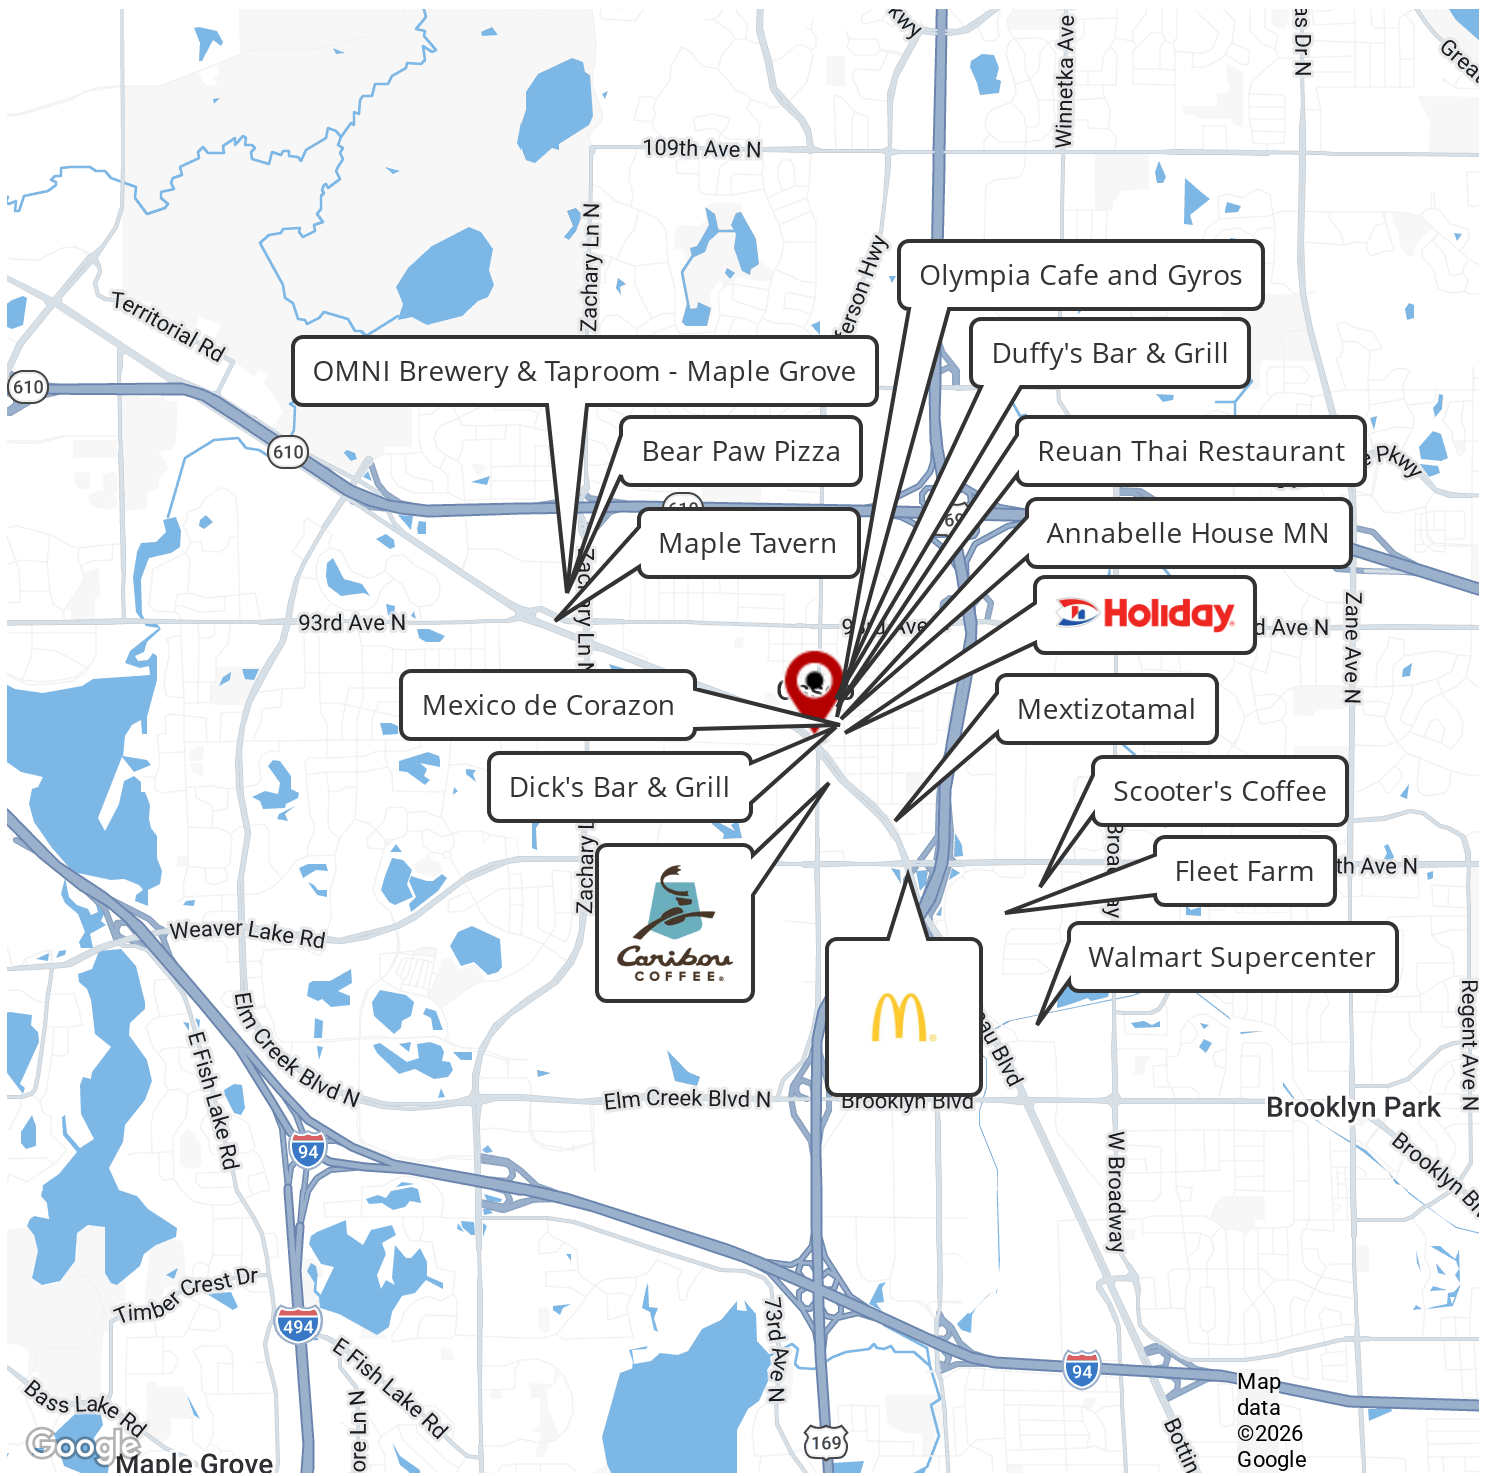 Pkwy
Winnetka Ave
Great
109th Ave N
Zachary Ln N
Territorial Rd
Olympia Cafe and Gyros
Duffy's Bar & Grill
OMNI Brewery & Taproom - Maple Grove
610
610
Bear Paw Pizza
Reuan Thai Restaurant
Pkwy
Maple Tavern
Annabelle House MN
Holiday
93rd Ave N
Zane Ave N
Mexico de Corazon
Mextizotamal
Dick's Bar & Grill
Scooter's Coffee
Caribou
COFFEE
Fleet Farm
Weaver Lake Rd
Walmart Supercenter
Elm Creek Blvd N
E Fish Lake Rd
Regent Ave N
Elm Creek Blvd N
Brooklyn Blvd
Brooklyn Park
94
W Broadway
Timber Crest Dr
494
73rd Ave N
E Fish Lake Rd
94
Bass Lake Rd
Map
data
©2026
Google
Google
Maple Grove
169